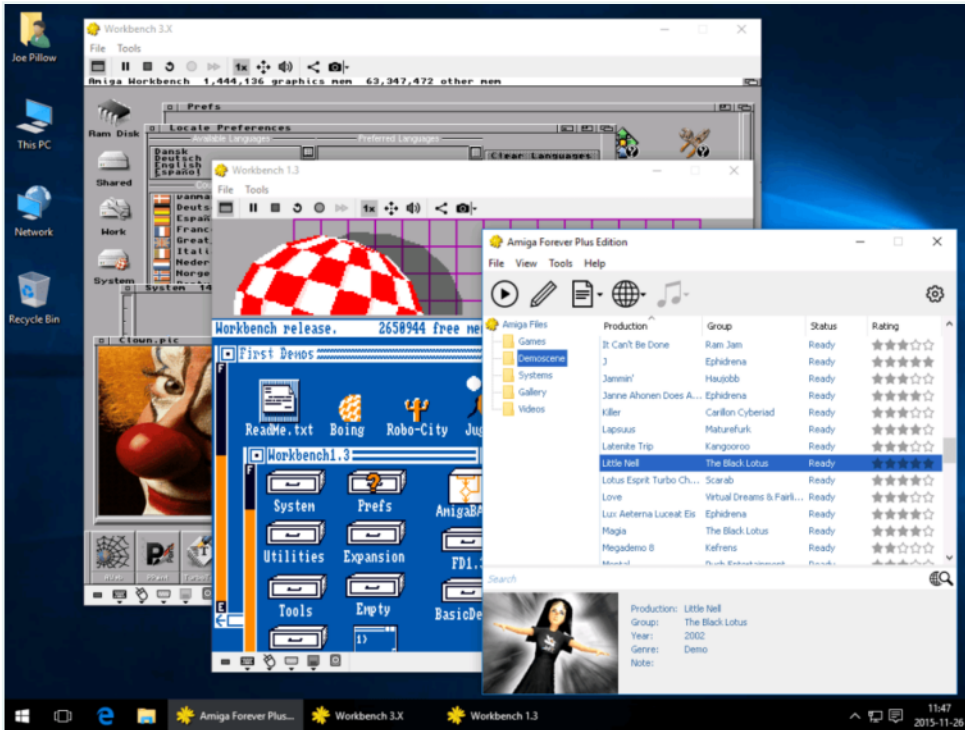 Joe Pillow
This PC
Network
Recycle Bin
Workbench 3.X
File Tools
1x
Amiga Workbench 1,444,136 graphics mem 63,347,472 other mem
Ram Disk
Shared
Work
System
Prefs
Locale Preferences
Available Languages Preferred Languages
Dansk
Deutsch
English
Español
Clear Languages
System
Clown.pic
Workbench 1.3
File Tools
1x
Workbench release. 2650944 free me
First Demos
ReadMe.txt Boing Robo-City Jug
Workbench1.3
System Prefs AmigaBA
Utilities Expansion FD1.
Tools Empty BasicDe
1>
Amiga Forever Plus Edition
File View Tools Help
Amiga Files
Games
Demoscene
Systems
Gallery
Videos
Production Group Status Rating
It Can't Be Done Ram Jam Ready
J Ephidrena Ready
Jammin' Haujobb Ready
Janne Ahonen Does A... Ephidrena Ready
Killer Carillon Cyberiad Ready
Lapsuus Maturefurk Ready
Latenite Trip Kangooroo Ready
Little Nell The Black Lotus Ready
Lotus Esprit Turbo Ch... Scarab Ready
Love Virtual Dreams & Fairli... Ready
Lux Aeterna Luceat Eis Ephidrena Ready
Magia The Black Lotus Ready
Megademo 8 Kefrens Ready
Search
Production: Little Nell
Group: The Black Lotus
Year: 2002
Genre: Demo
Note:
Amiga Forever Plus... Workbench 3.X Workbench 1.3
11:47
2015-11-26